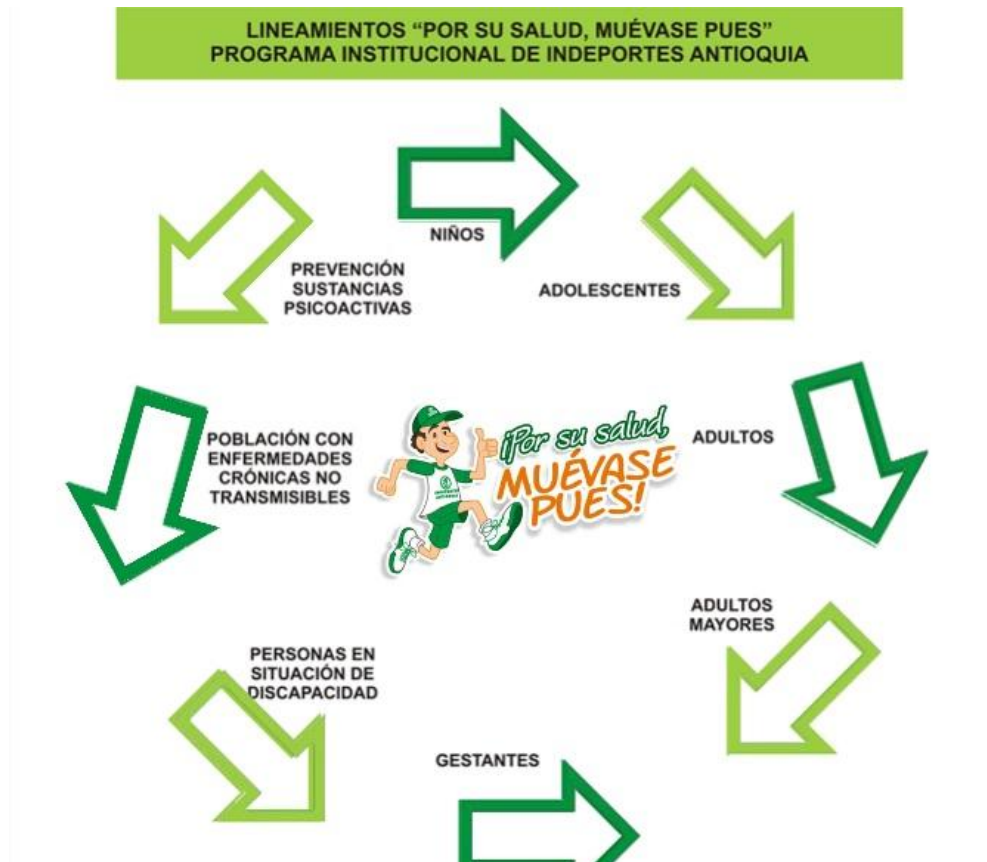 LINEAMIENTOS “POR SU SALUD, MUÉVASE PUES”
PROGRAMA INSTITUCIONAL DE INDEPORTES ANTIOQUIA
NIÑOS
PREVENCIÓN
SUSTANCIAS
PSICOACTIVAS
ADOLESCENTES
POBLACIÓN CON
ENFERMEDADES
CRÓNICAS NO
TRANSMISIBLES
¡Por su salud,
MUÉVASE
PUES!
ADULTOS
ADULTOS
MAYORES
PERSONAS EN
SITUACIÓN DE
DISCAPACIDAD
GESTANTES